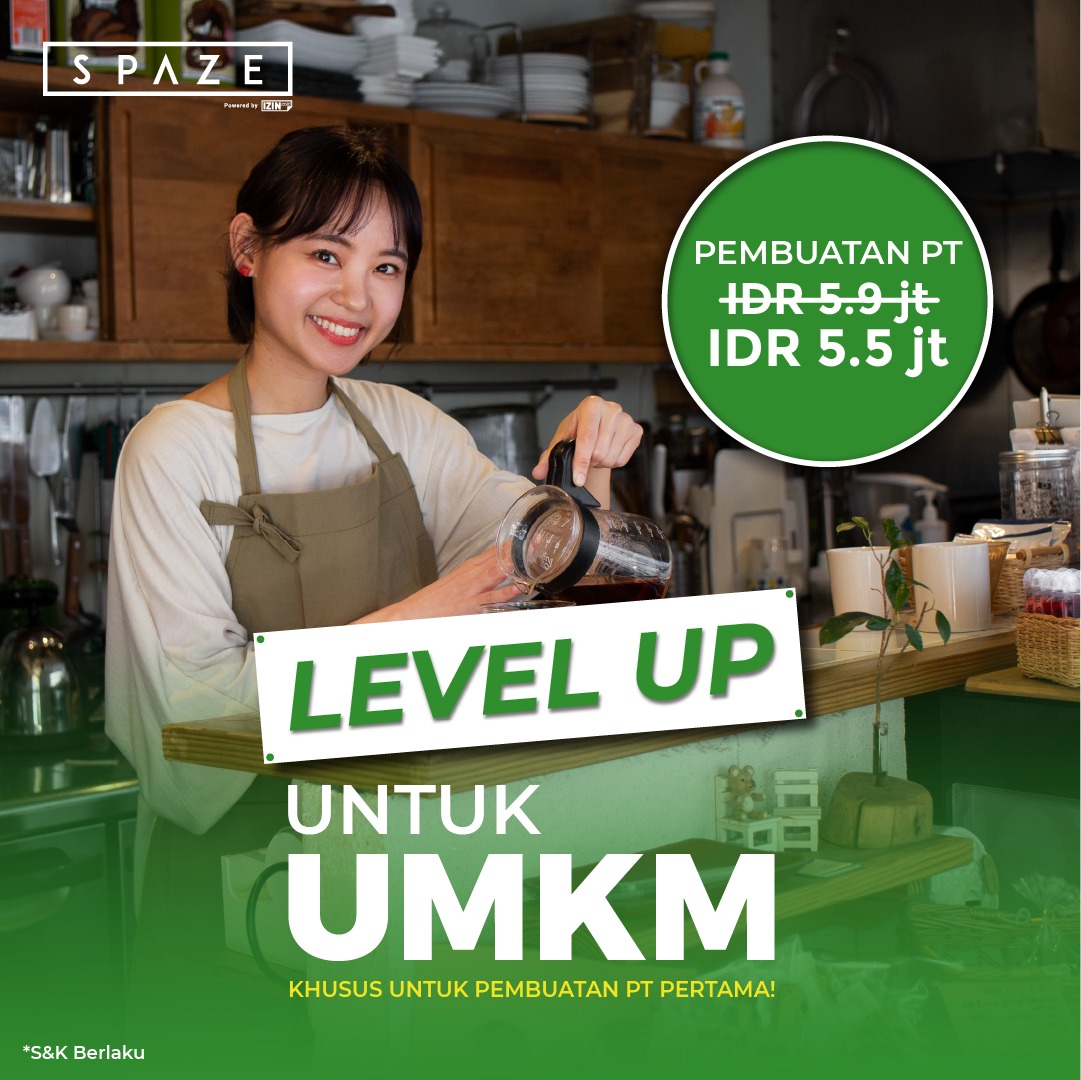 SPAZE
Powered by IZIN
PEMBUATAN PT
IDR 5.9 jt
IDR 5.5 jt
LEVEL UP
UNTUK
UMKM
KHUSUS UNTUK PEMBUATAN PT PERTAMA!
*S&K Berlaku